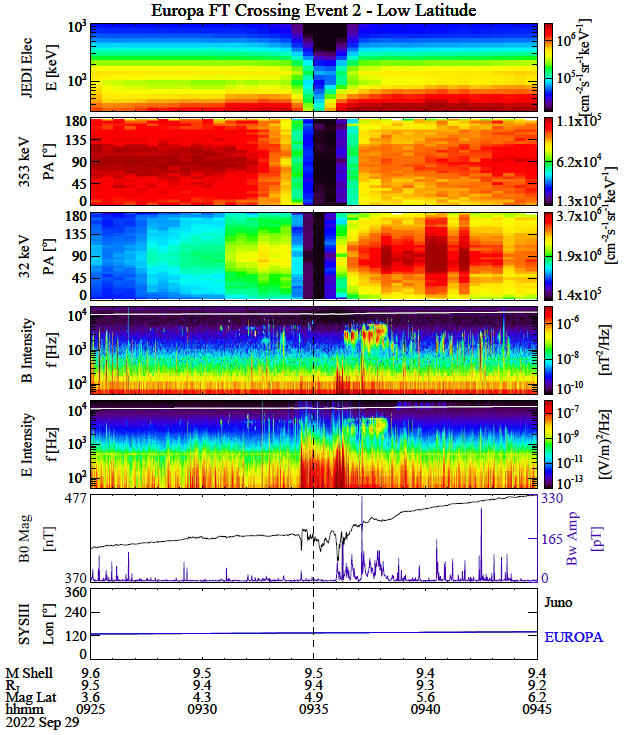 Europa FT Crossing Event 2 - Low Latitude
JEDI Elec
E [keV]
10³
10²
10⁶
10⁵
[cm⁻²s⁻¹sr⁻¹keV⁻¹]
353 keV
PA [°]
180
135
90
45
0
1.1x10⁵
6.2x10⁴
1.3x10⁴
32 keV
PA [°]
180
135
90
45
0
3.7x10⁶
1.9x10⁶
1.4x10⁵
[cm⁻²s⁻¹sr⁻¹keV⁻¹]
B Intensity
f [Hz]
10⁴
10³
10²
10⁻⁶
10⁻⁸
10⁻¹⁰
[nT²/Hz]
E Intensity
f [Hz]
10⁴
10³
10²
10⁻⁷
10⁻⁹
10⁻¹¹
10⁻¹³
[(V/m)²/Hz]
B0 Mag
[nT]
477
370
330
165
0
Bw Amp
[pT]
SYSIII
Lon [°]
360
240
120
0
Juno
EUROPA
M Shell 9.6 9.5 9.5 9.4 9.4
R_J 9.5 9.4 9.4 9.3 9.2
Mag Lat 3.6 4.3 4.9 5.6 6.2
hhmm 0925 0930 0935 0940 0945
2022 Sep 29